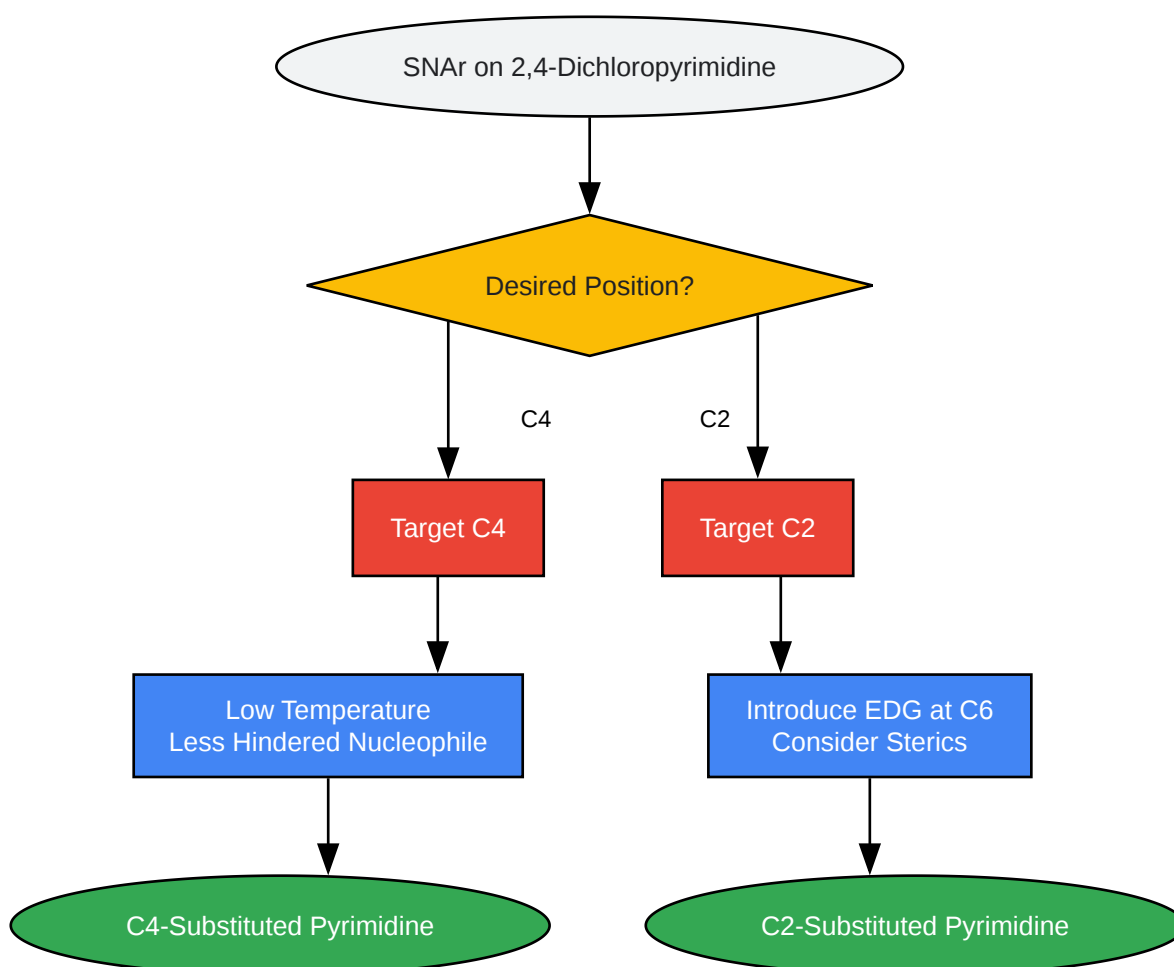 SNAr on 2,4-Dichloropyrimidine
Desired Position?
C4
C2
Target C4
Target C2
Low Temperature
Less Hindered Nucleophile
Introduce EDG at C6
Consider Sterics
C4-Substituted Pyrimidine
C2-Substituted Pyrimidine